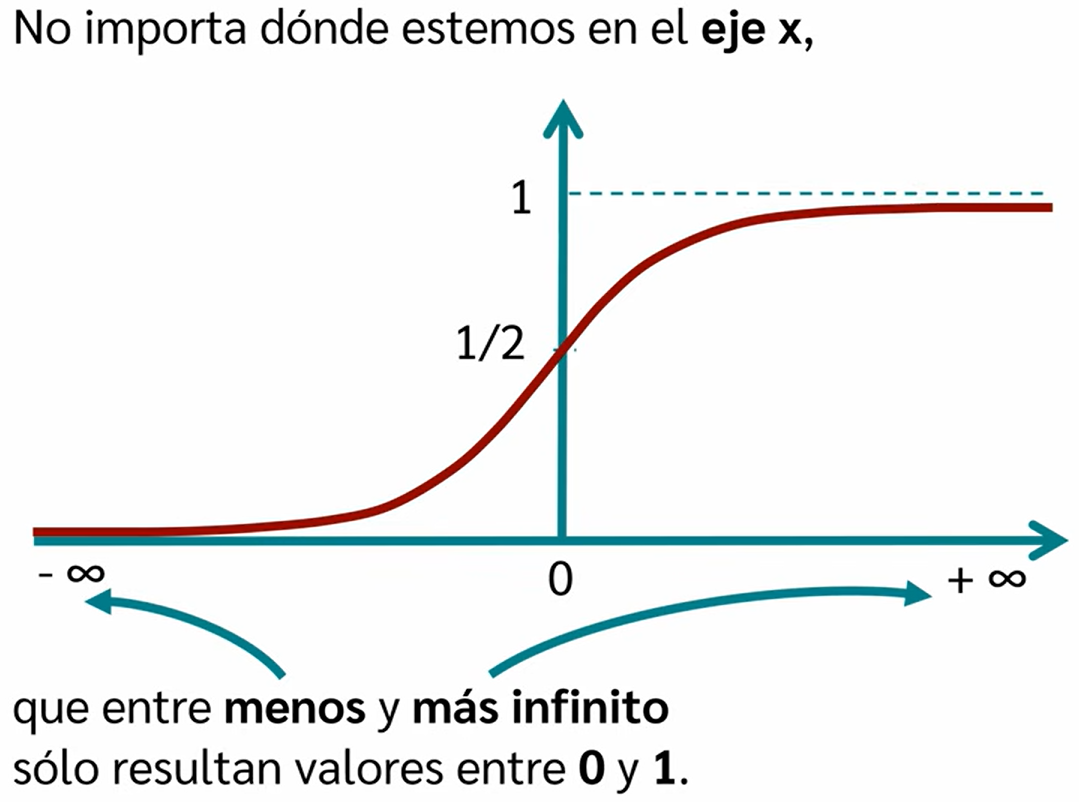 No importa dónde estemos en el eje x,
1
1/2
- ∞
0
+ ∞
que entre menos y más infinito
sólo resultan valores entre 0 y 1.